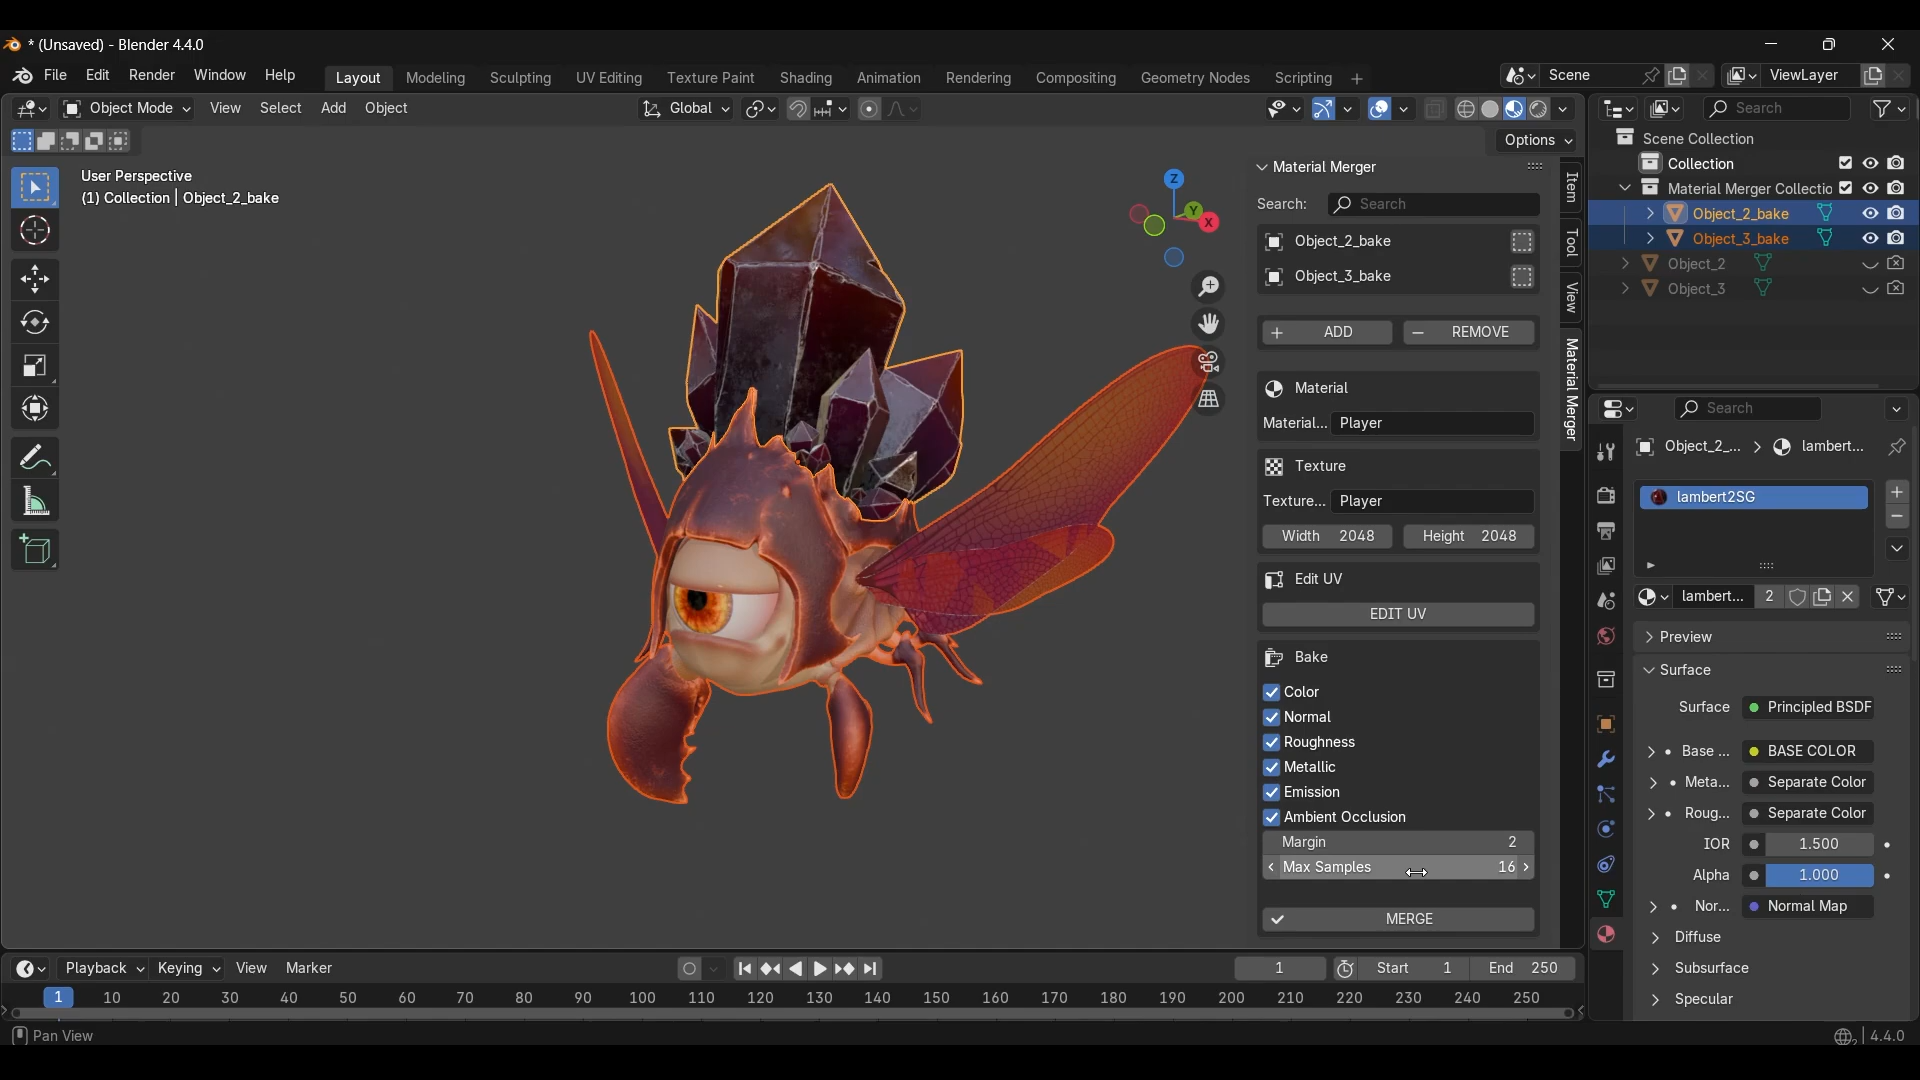 * (Unsaved) - Blender 4.4.0
File Edit Render Window Help
Layout Modeling Sculpting UV Editing Texture Paint Shading Animation Rendering Compositing Geometry Nodes Scripting +
Scene
ViewLayer
Object Mode View Select Add Object
Global
Search
Options
User Perspective
(1) Collection | Object_2_bake
Z
Y
X
Material Merger
Search: Search
Object_2_bake
Object_3_bake
ADD REMOVE
Material
Material... Player
Texture
Texture... Player
Width 2048 Height 2048
Edit UV
EDIT UV
Bake
Color
Normal
Roughness
Metallic
Emission
Ambient Occlusion
Margin 2
Max Samples 16
MERGE
Item
Tool
View
Material Merger
Scene Collection
Collection
Material Merger Collectio
Object_2_bake
Object_3_bake
Object_2
Object_3
Search
Object_2_... lambert...
lambert2SG
lambert... 2
Preview
Surface
Surface Principled BSDF
Base ... BASE COLOR
Meta... Separate Color
Roug... Separate Color
IOR 1.500
Alpha 1.000
Nor... Normal Map
Diffuse
Subsurface
Specular
Playback Keying View Marker
1 Start 1 End 250
1 10 20 30 40 50 60 70 80 90 100 110 120 130 140 150 160 170 180 190 200 210 220 230 240 250
Pan View
4.4.0